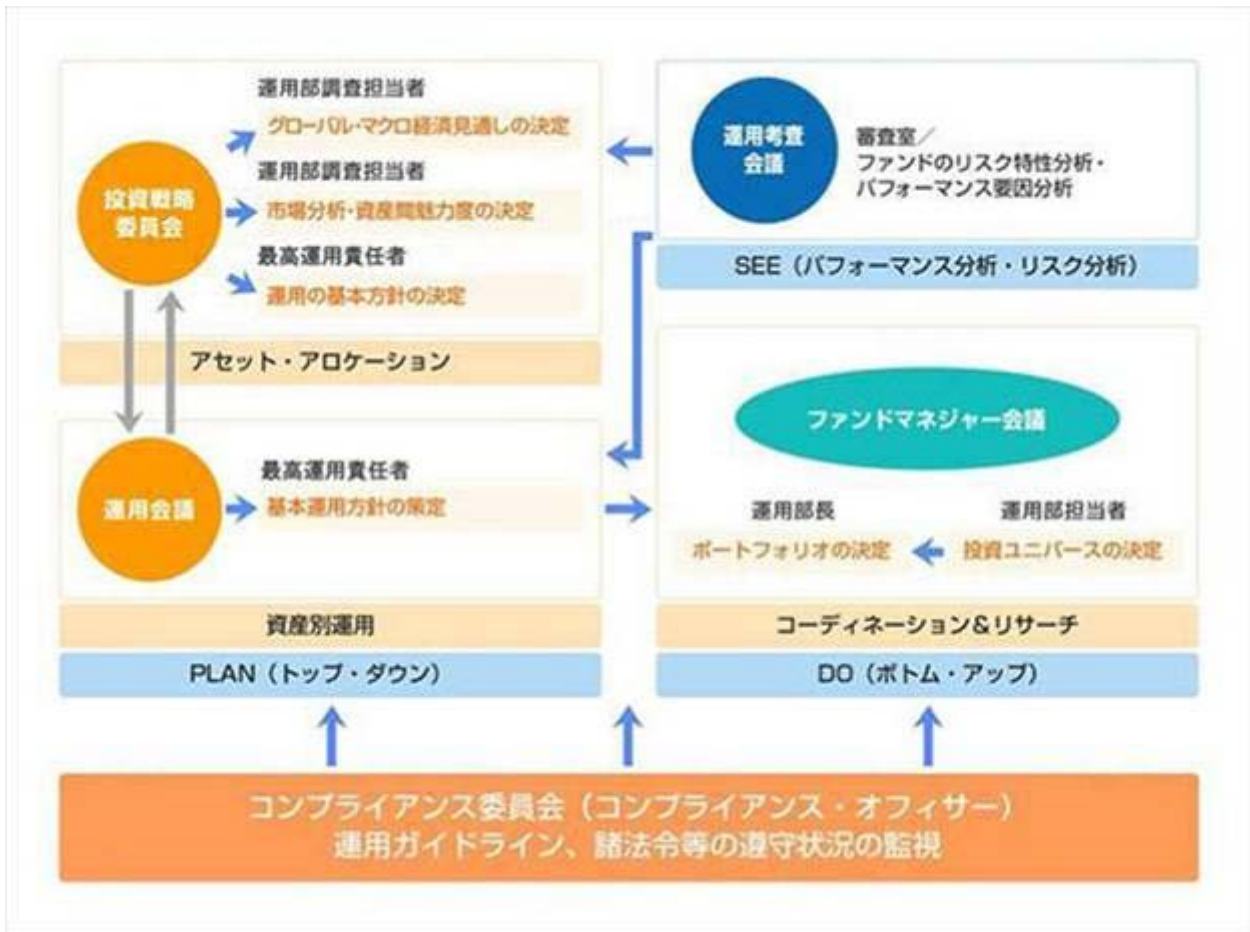 投資戦略
委員会
運用部調査担当者
グローバル・マクロ経済見通しの決定
運用部調査担当者
市場分析・資産間魅力度の決定
最高運用責任者
運用の基本方針の決定
アセット・アロケーション
運用考査
会議
審査室／
ファンドのリスク特性分析・
パフォーマンス要因分析
SEE（パフォーマンス分析・リスク分析）
運用会議
最高運用責任者
基本運用方針の策定
資産別運用
PLAN（トップ・ダウン）
ファンドマネジャー会議
運用部長
ポートフォリオの決定
運用部担当者
投資ユニバースの決定
コーディネーション＆リサーチ
DO（ボトム・アップ）
コンプライアンス委員会（コンプライアンス・オフィサー）
運用ガイドライン、諸法令等の遵守状況の監視